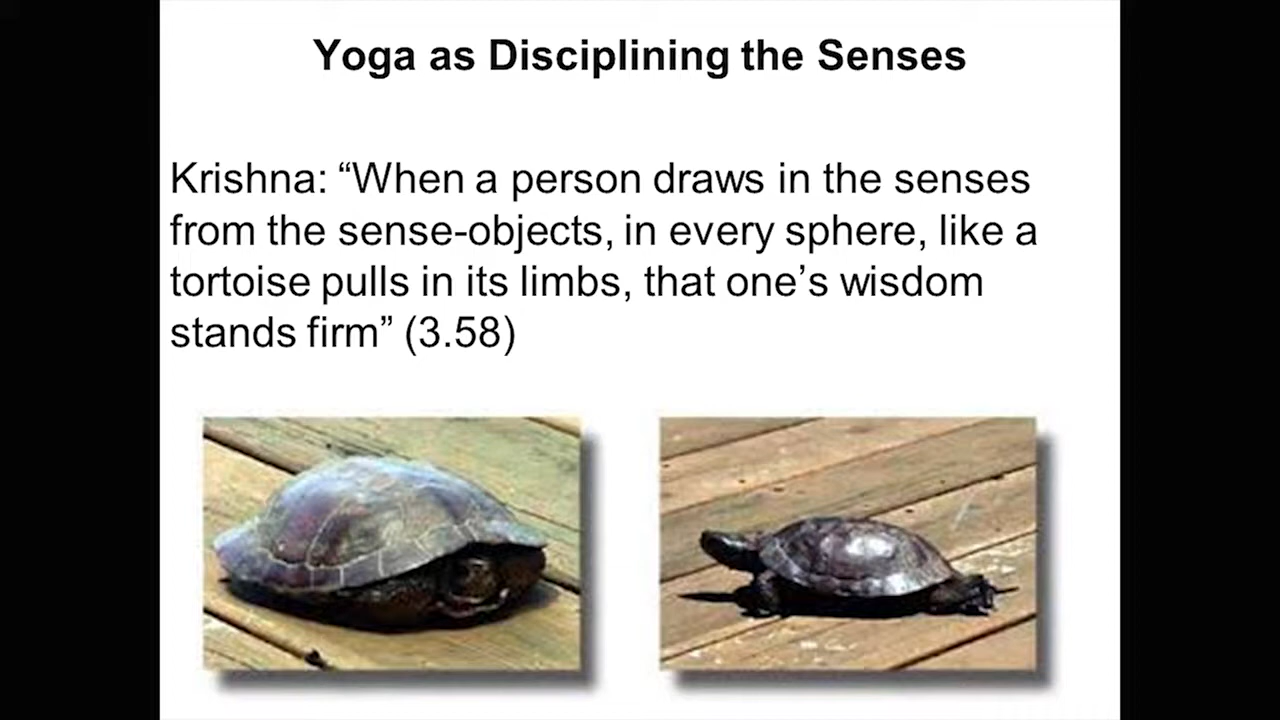 Yoga as Disciplining the Senses
Krishna: “When a person draws in the senses
from the sense-objects, in every sphere, like a
tortoise pulls in its limbs, that one’s wisdom
stands firm” (3.58)